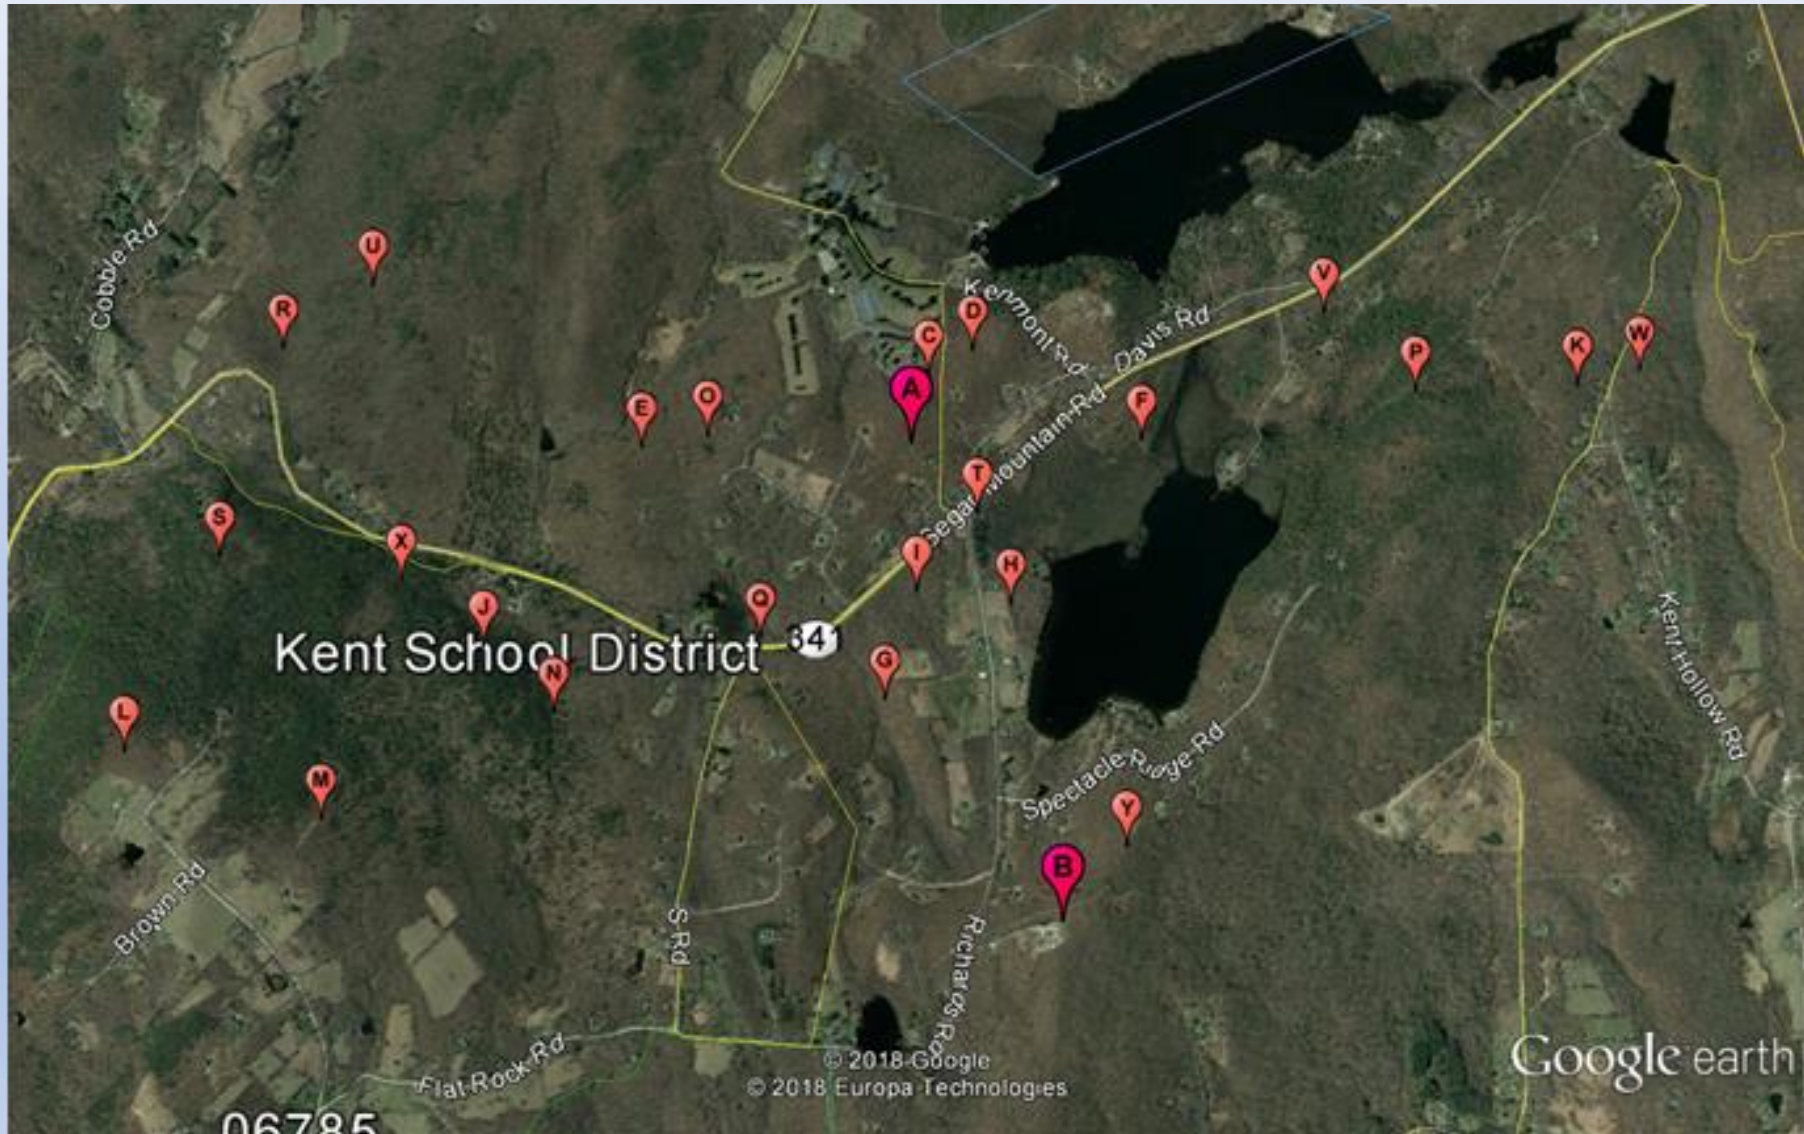 U
Cobble Rd
R
V
Kenmont Rd
D
C
Davis Rd
W
K
P
A
E
O
F
T
Segar Mountain Rd
S
X
I
H
J
Q
341
Kent School District
G
N
L
Kent Hollow Rd
M
Spectacle Ridge Rd
Y
B
Brown Rd
S Rd
Richards Rd
Flat Rock Rd
© 2018 Google
© 2018 Europa Technologies
Google earth
06785